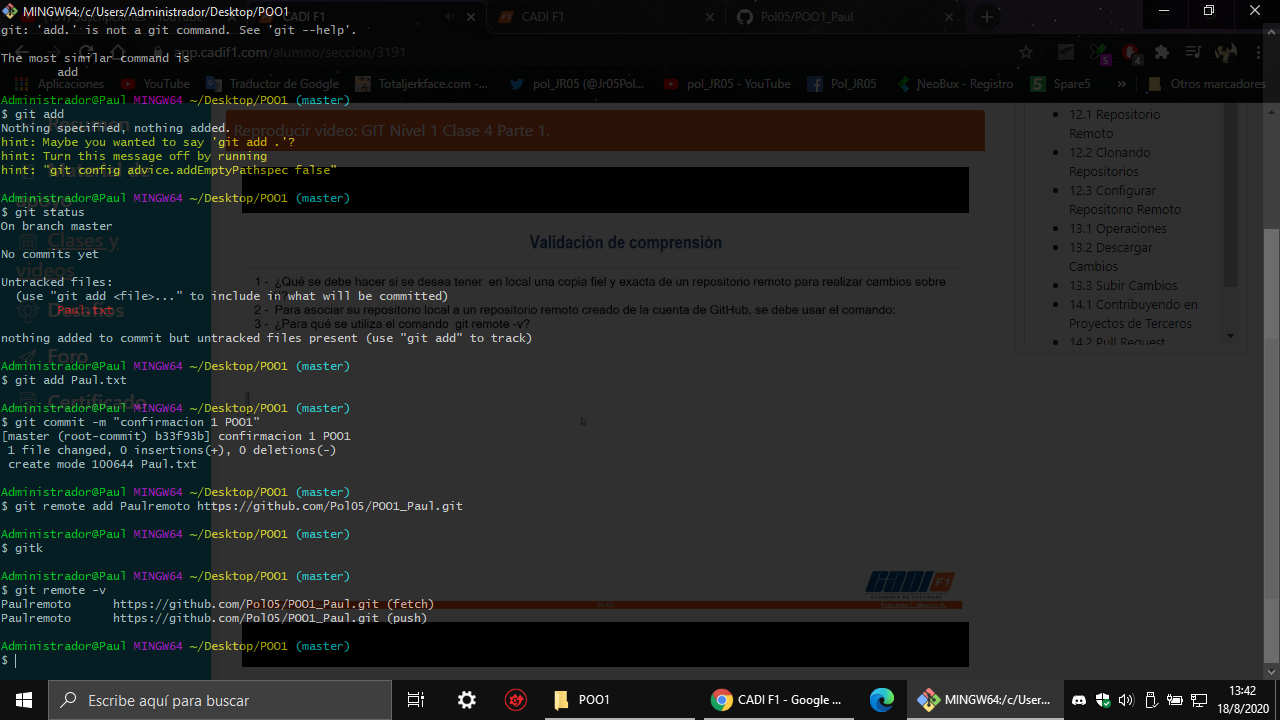 MINGW64:/c/Users/Administrador/Desktop/POO1
CADI F1
CADI F1
Pol05/POO1_Paul
git: 'add.' is not a git command. See 'git --help'.
app.cadif1.com/alumno/seccion/3191
The most similar command is
add
Aplicaciones
YouTube
Traductor de Google
Totaljerkface.com -...
pol_JR05 (@Jr05Pol...
pol_JR05 - YouTube
Pol_JR05
NeoBux - Registro
Spare5
»
Otros marcadores
Administrador@Paul MINGW64 ~/Desktop/POO1 (master)
$ git add
Nothing specified, nothing added.
hint: Maybe you wanted to say 'git add .'?
hint: Turn this message off by running
hint: "git config advice.addEmptyPathspec false"
Administrador@Paul MINGW64 ~/Desktop/POO1 (master)
$ git status
On branch master
No commits yet
Untracked files:
(use "git add <file>..." to include in what will be committed)
Paul.txt
nothing added to commit but untracked files present (use "git add" to track)
Administrador@Paul MINGW64 ~/Desktop/POO1 (master)
$ git add Paul.txt
Administrador@Paul MINGW64 ~/Desktop/POO1 (master)
$ git commit -m "confirmacion 1 POO1"
[master (root-commit) b33f93b] confirmacion 1 POO1
1 file changed, 0 insertions(+), 0 deletions(-)
create mode 100644 Paul.txt
Administrador@Paul MINGW64 ~/Desktop/POO1 (master)
$ git remote add Paulremoto https://github.com/Pol05/POO1_Paul.git
Administrador@Paul MINGW64 ~/Desktop/POO1 (master)
$ gitk
Administrador@Paul MINGW64 ~/Desktop/POO1 (master)
$ git remote -v
Paulremoto https://github.com/Pol05/POO1_Paul.git (fetch)
Paulremoto https://github.com/Pol05/POO1_Paul.git (push)
Administrador@Paul MINGW64 ~/Desktop/POO1 (master)
$
Resumen
Material de
apoyo
Clases y
videos
Desafíos
Foro
Certificado
Reproducir video: GIT Nivel 1 Clase 4 Parte 1.
Validación de comprensión
1 - ¿Qué se debe hacer si se desea tener en local una copia fiel y exacta de un repositorio remoto para realizar cambios sobre
2 - Para asociar su repositorio local a un repositorio remoto creado de la cuenta de GitHub, se debe usar el comando:
3 - ¿Para qué se utiliza el comando git remote -v?
CADI F1
12.1 Repositorio
Remoto
12.2 Clonando
Repositorios
12.3 Configurar
Repositorio Remoto
13.1 Operaciones
13.2 Descargar
Cambios
13.3 Subir Cambios
14.1 Contribuyendo en
Proyectos de Terceros
14.2 Pull Request
Escribe aquí para buscar
POO1
CADI F1 - Google ...
MINGW64:/c/User...
13:42
18/8/2020